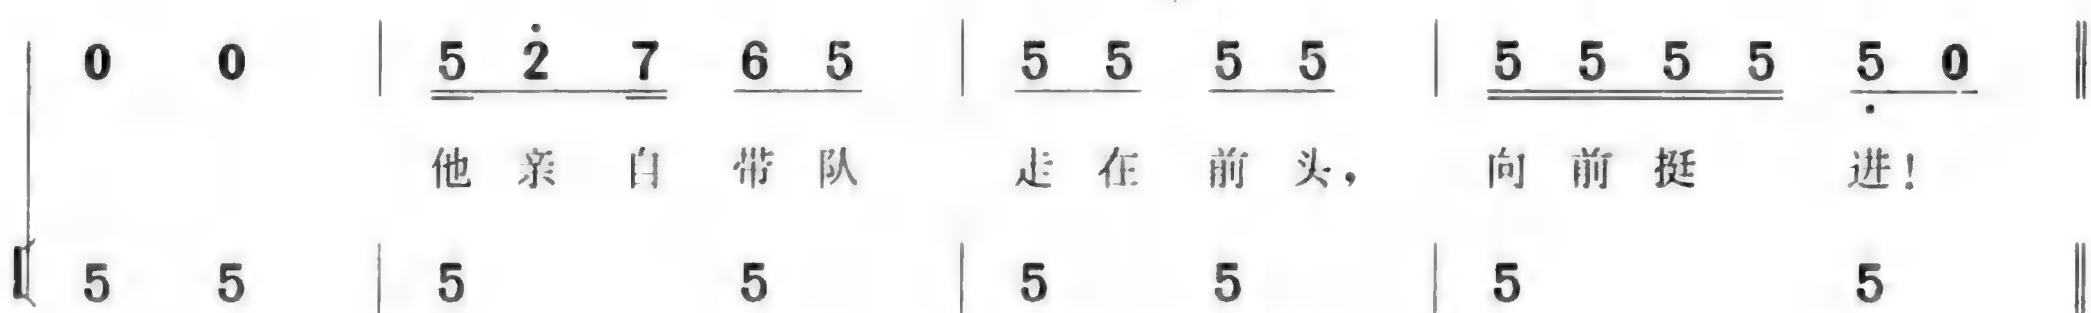 0 0 | 5 2̇ 7 6 5 | 5 5 5 5 | 5 5 5 5 5̣ 0 ‖
他 亲 自 带 队 走 在 前 头， 向 前 挺 进！
5 5 | 5 5 | 5 5 | 5 5 ‖